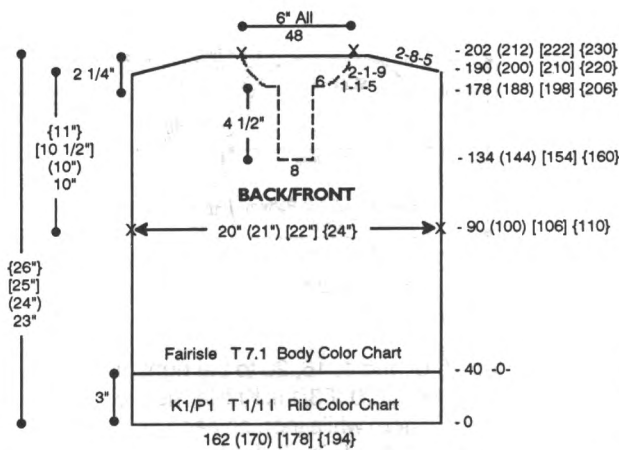 6" All
48
2-8-5
- 202 (212) [222] {230}
2 1/4"
6
2-1-9
1-1-5
- 190 (200) [210] {220}
- 178 (188) [198] {206}
{11"}
[10 1/2"]
(10")
10"
4 1/2"
8
- 134 (144) [154] {160}
BACK/FRONT
X
X
X
20" (21") [22"] {24"}
X
- 90 (100) [106] {110}
{26"}
[25"]
(24")
23"
Fairisle T 7.1 Body Color Chart
- 40 -0-
3"
K1/P1 T 1/1 I Rib Color Chart
- 0
162 (170) [178] {194}